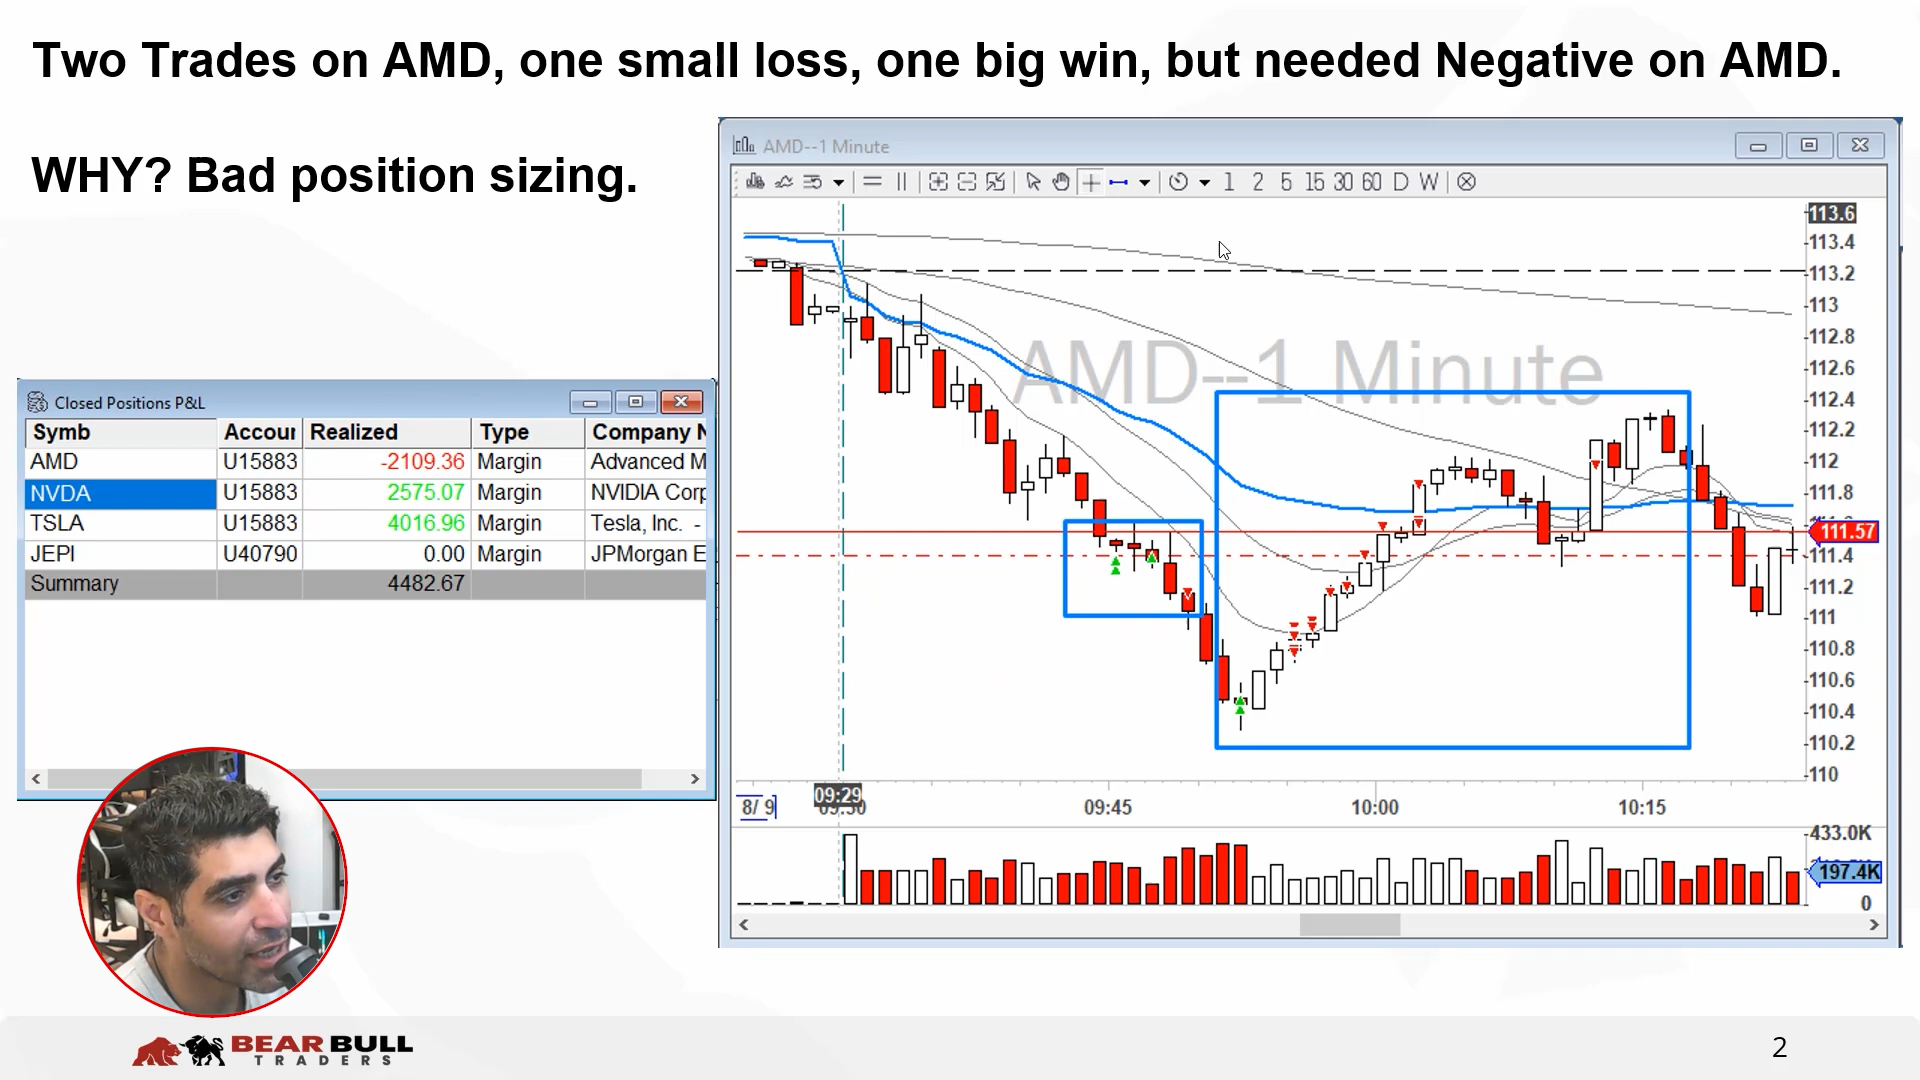 Two Trades on AMD, one small loss, one big win, but needed Negative on AMD.
WHY? Bad position sizing.
AMD--1 Minute
1 2 5 15 30 60 D W
AMD--1 Minute
113.6
113.4
113.2
113
112.8
112.6
112.4
112.2
112
111.8
111.57
111.4
111.2
111
110.8
110.6
110.4
110.2
110
8/ 9
09:29
09:30
09:45
10:00
10:15
433.0K
197.4K
0
Closed Positions P&L
Symb Accour Realized Type Company N
AMD U15883 -2109.36 Margin Advanced M
NVDA U15883 2575.07 Margin NVIDIA Corp
TSLA U15883 4016.96 Margin Tesla, Inc. -
JEPI U40790 0.00 Margin JPMorgan E
Summary 4482.67
BEAR BULL
TRADERS
2